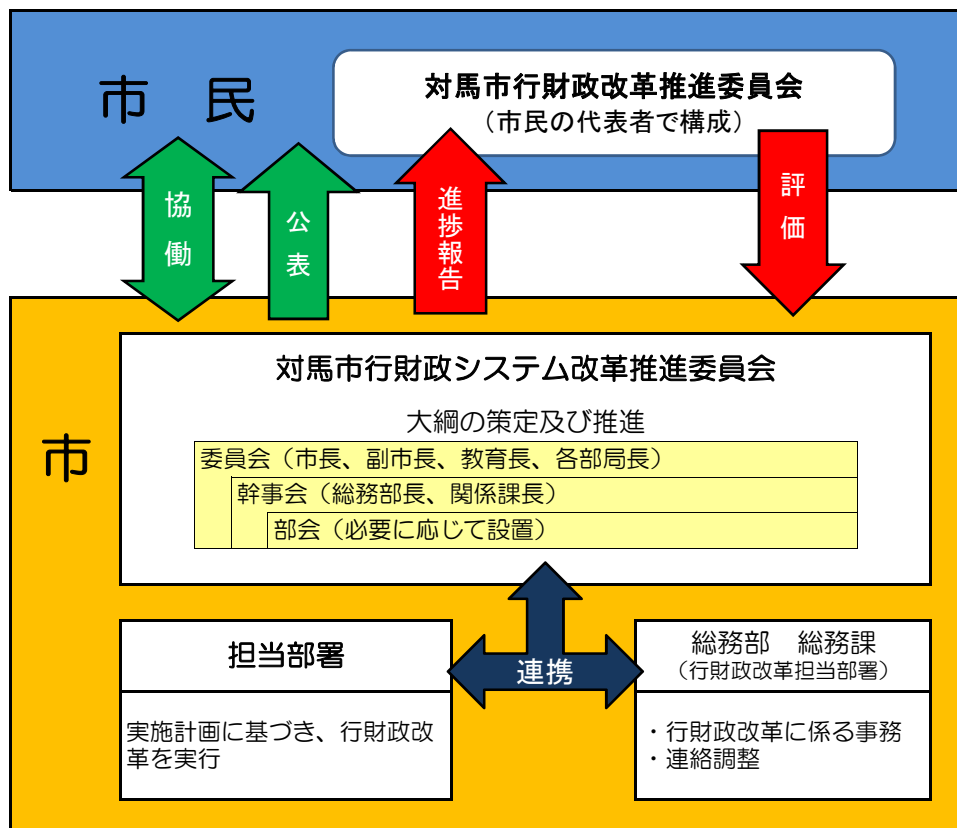 市　民
対馬市行財政改革推進委員会
（市民の代表者で構成）
協働
公表
進捗報告
評価
市
対馬市行財政システム改革推進委員会
大綱の策定及び推進
委員会（市長、副市長、教育長、各部局長）
幹事会（総務部長、関係課長）
部会（必要に応じて設置）
連携
担当部署
実施計画に基づき、行財政改
革を実行
総務部　総務課
（行財政改革担当部署）
・行財政改革に係る事務
・連絡調整